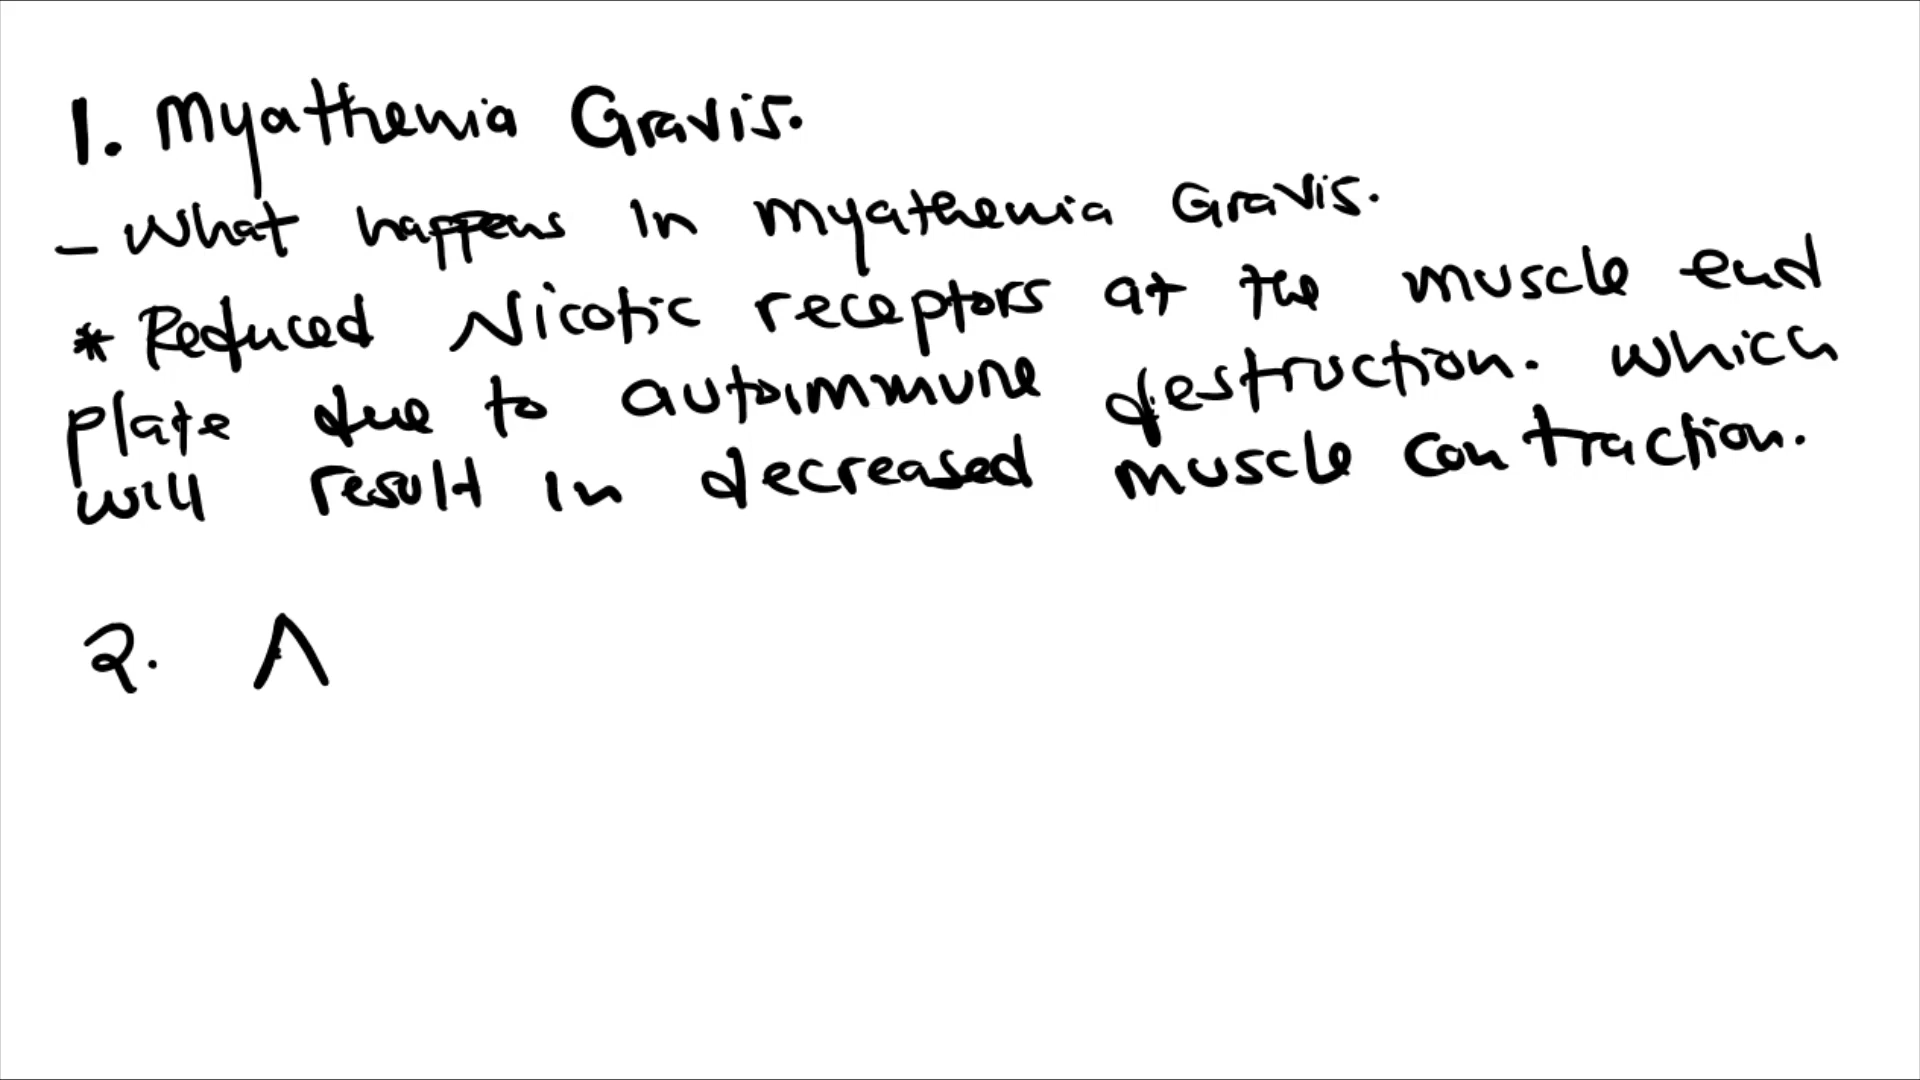 1. Myathenia Gravis.
- What happens in myathenia Gravis.
* Reduced Nicotic receptors at the muscle end
plate due to autoimmune destruction. which
will result in decreased muscle contraction.
2. A